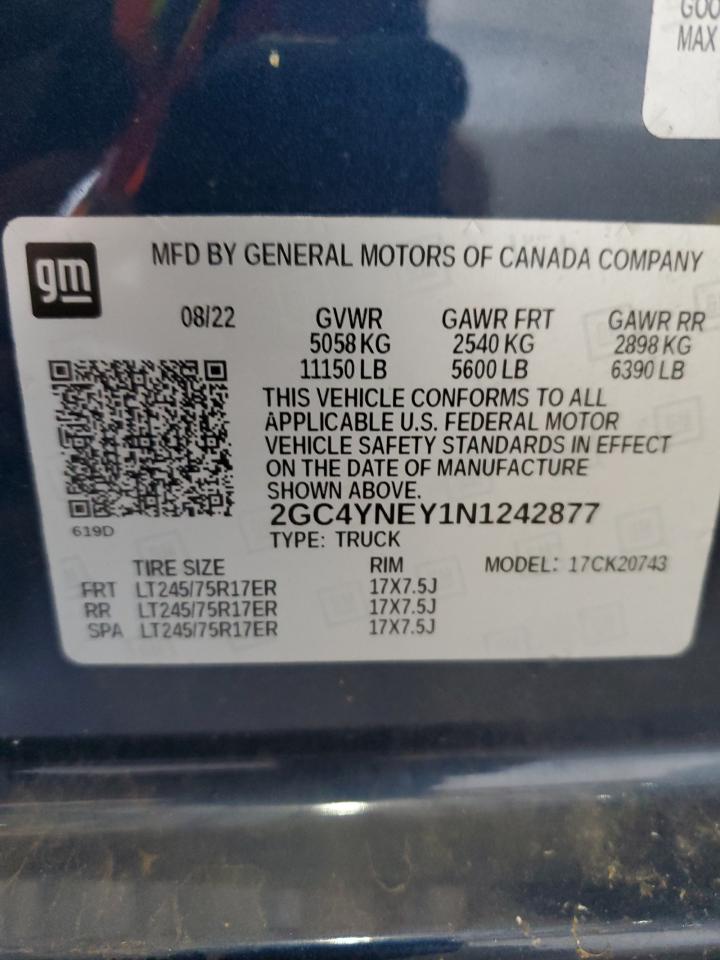 GOO
MAX
gm
MFD BY GENERAL MOTORS OF CANADA COMPANY
08/22 GVWR GAWR FRT GAWR RR
5058 KG 2540 KG 2898 KG
11150 LB 5600 LB 6390 LB
THIS VEHICLE CONFORMS TO ALL
APPLICABLE U.S. FEDERAL MOTOR
VEHICLE SAFETY STANDARDS IN EFFECT
ON THE DATE OF MANUFACTURE
SHOWN ABOVE.
2GC4YNEY1N1242877
619D
TYPE: TRUCK
TIRE SIZE RIM MODEL: 17CK20743
FRT LT245/75R17ER 17X7.5J
RR LT245/75R17ER 17X7.5J
SPA LT245/75R17ER 17X7.5J